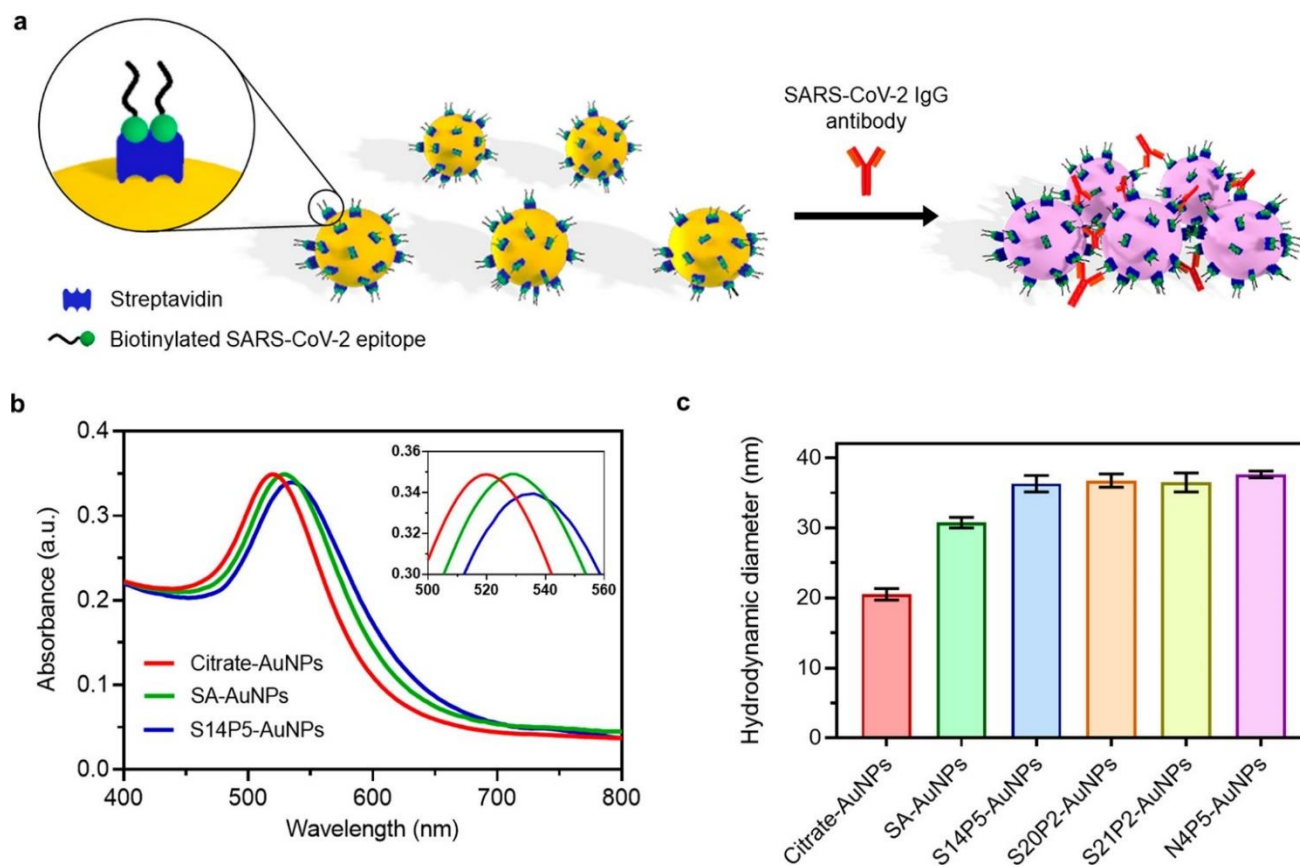 a
SARS-CoV-2 IgG
antibody
Streptavidin
Biotinylated SARS-CoV-2 epitope
b
Absorbance (a.u.)
0.4
0.3
0.2
0.1
0.0
400
500
600
700
800
Wavelength (nm)
0.36
0.34
0.32
0.30
500
520
540
560
Citrate-AuNPs
SA-AuNPs
S14P5-AuNPs
c
Hydrodynamic diameter (nm)
40
30
20
10
0
Citrate-AuNPs
SA-AuNPs
S14P5-AuNPs
S20P2-AuNPs
S21P2-AuNPs
N4P5-AuNPs